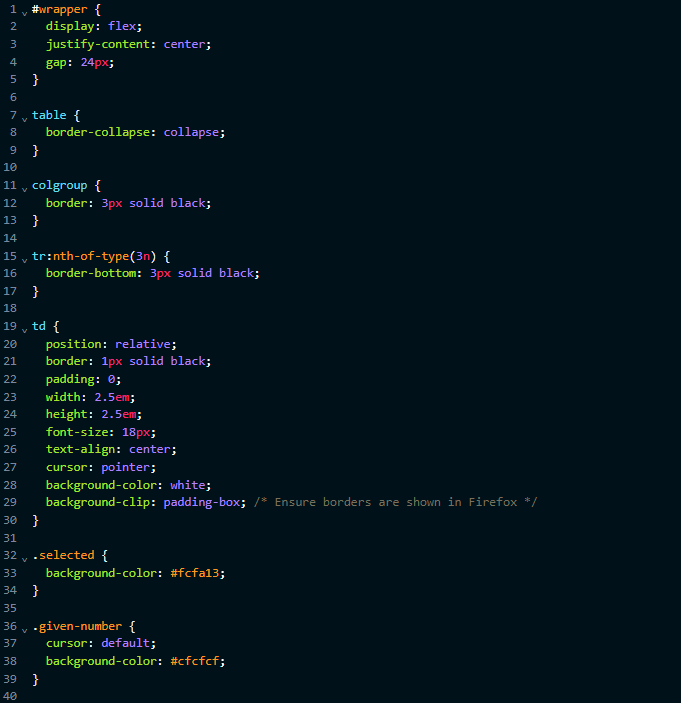 1 #wrapper {
2   display: flex;
3   justify-content: center;
4   gap: 24px;
5 }
6
7 table {
8   border-collapse: collapse;
9 }
10
11 colgroup {
12   border: 3px solid black;
13 }
14
15 tr:nth-of-type(3n) {
16   border-bottom: 3px solid black;
17 }
18
19 td {
20   position: relative;
21   border: 1px solid black;
22   padding: 0;
23   width: 2.5em;
24   height: 2.5em;
25   font-size: 18px;
26   text-align: center;
27   cursor: pointer;
28   background-color: white;
29   background-clip: padding-box; /* Ensure borders are shown in Firefox */
30 }
31
32 .selected {
33   background-color: #fcfa13;
34 }
35
36 .given-number {
37   cursor: default;
38   background-color: #cfcfcf;
39 }
40